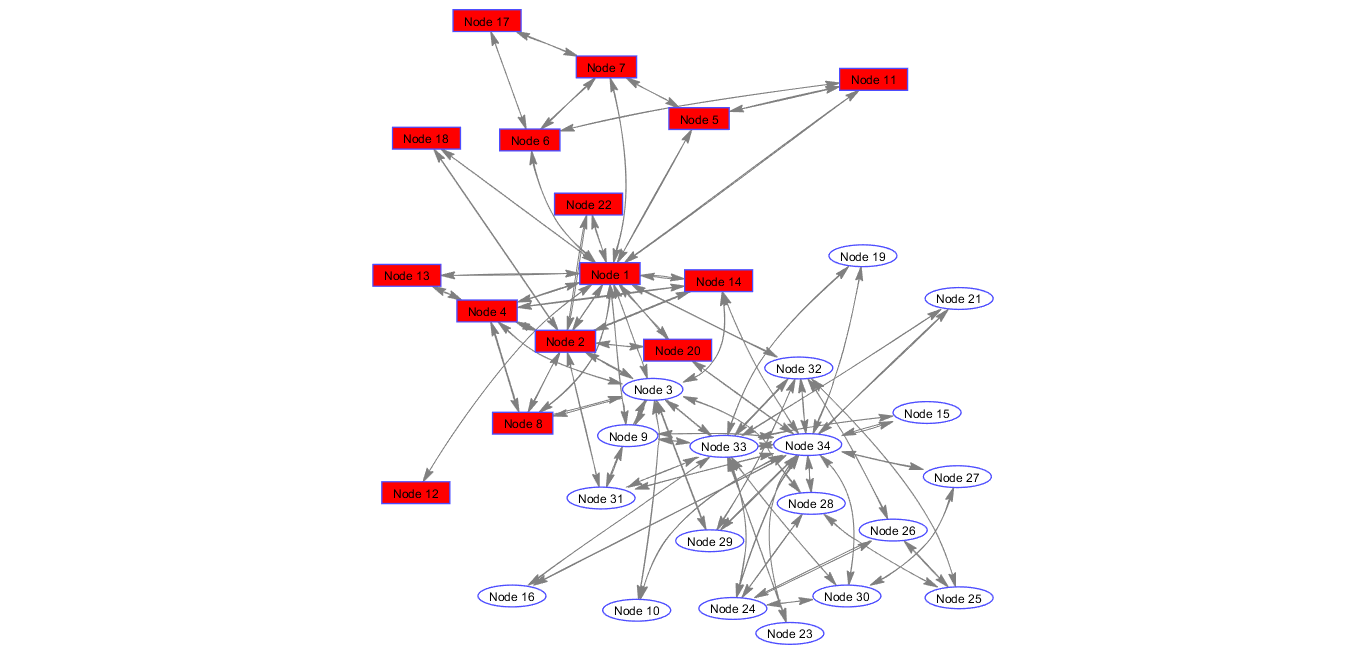 Node 17
Node 7
Node 11
Node 5
Node 18
Node 6
Node 22
Node 19
Node 13
Node 1
Node 14
Node 21
Node 4
Node 2
Node 20
Node 32
Node 3
Node 15
Node 8
Node 9
Node 33
Node 34
Node 27
Node 12
Node 31
Node 28
Node 26
Node 29
Node 16
Node 30
Node 25
Node 10
Node 24
Node 23